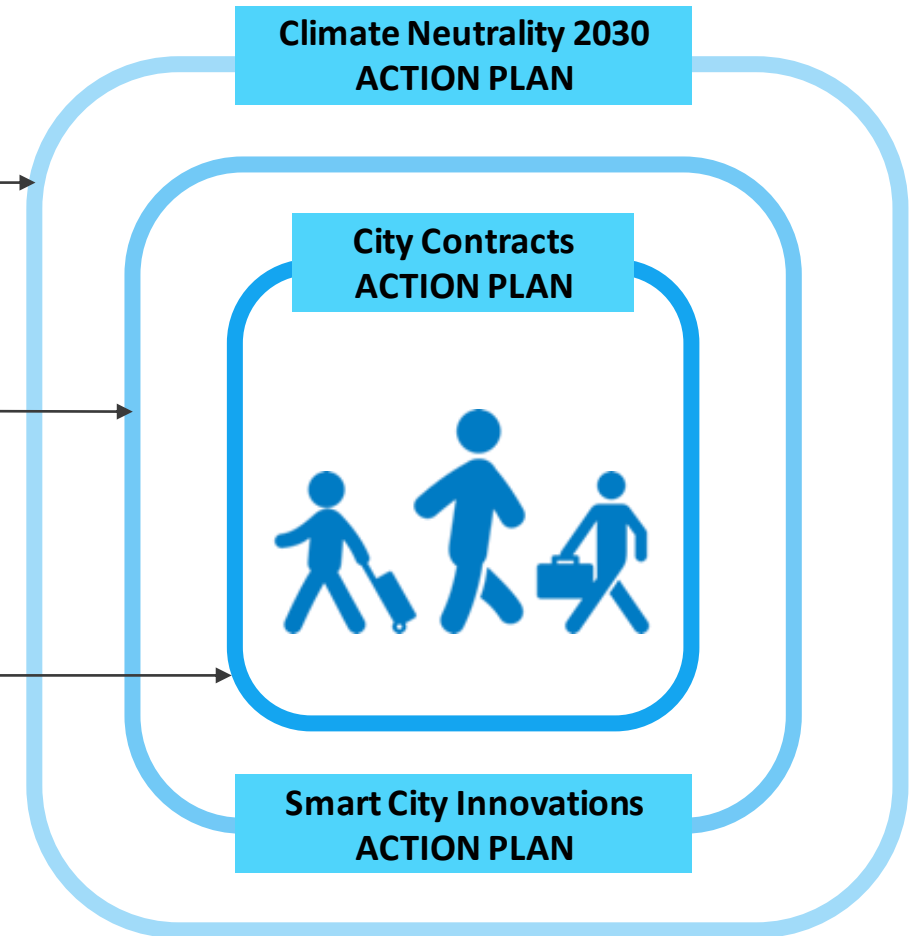 Climate Neutrality 2030
ACTION PLAN
City Contracts
ACTION PLAN
Smart City Innovations
ACTION PLAN